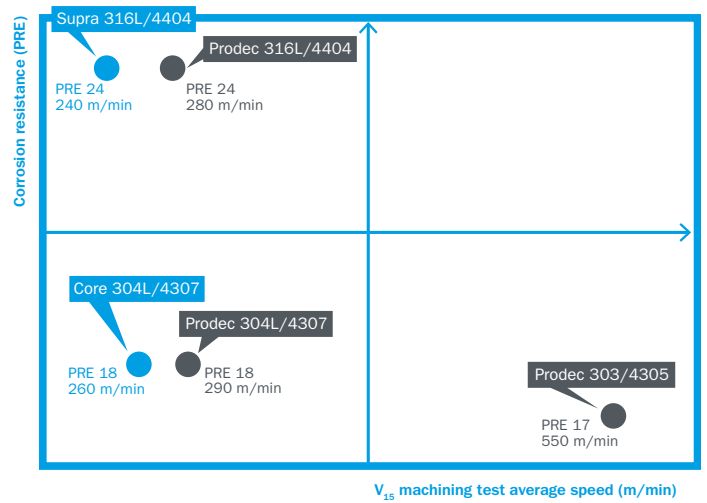 Corrosion resistance (PRE)
Supra 316L/4404
PRE 24
240 m/min
Prodec 316L/4404
PRE 24
280 m/min
Core 304L/4307
PRE 18
260 m/min
Prodec 304L/4307
PRE 18
290 m/min
Prodec 303/4305
PRE 17
550 m/min
V15 machining test average speed (m/min)